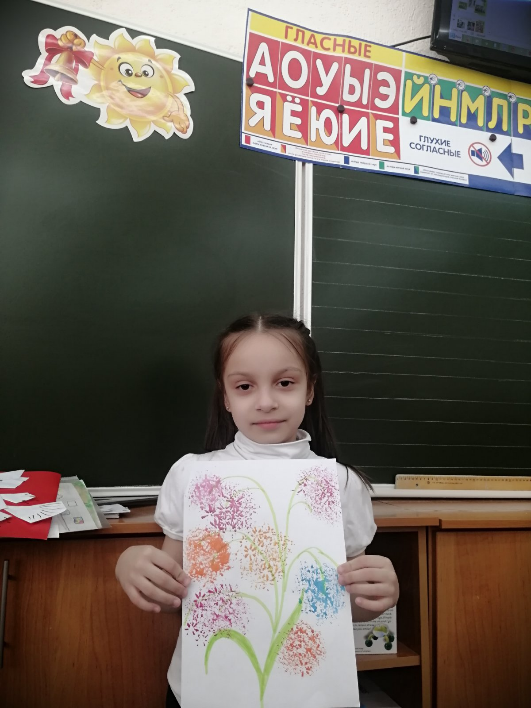 ГЛАСНЫЕ
А О У Ы Э
Я Ё Ю И Е
Й Н М Л Р
ГЛУХИЕ
СОГЛАСНЫЕ